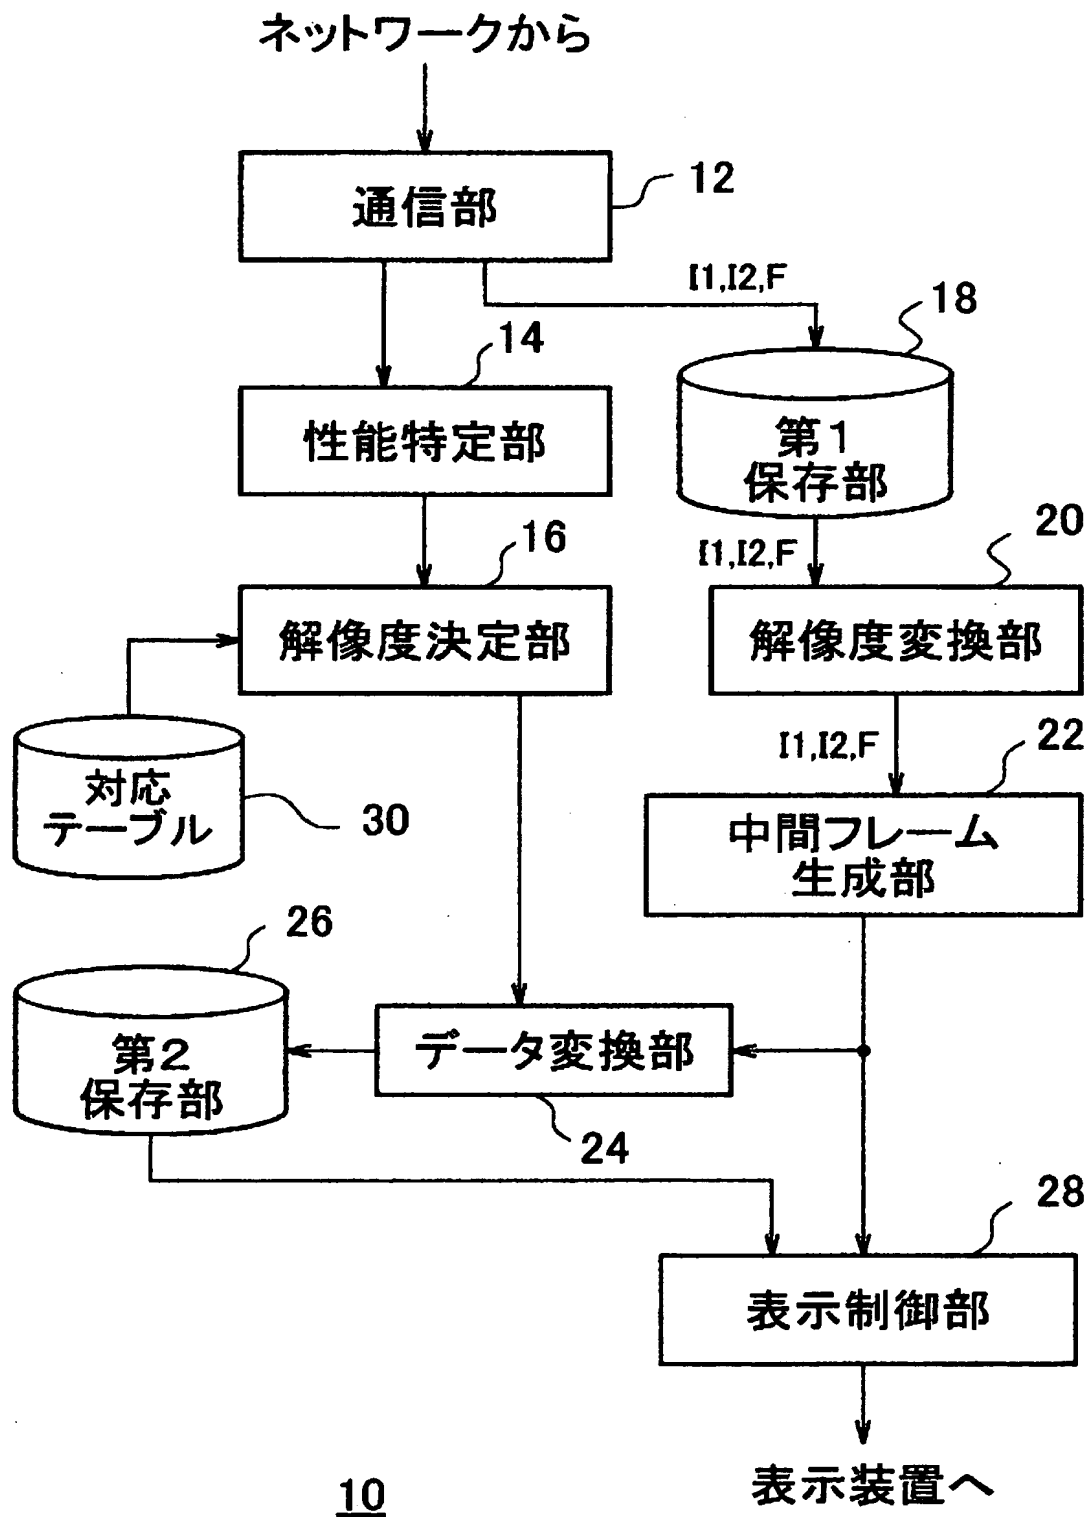 ネットワークから
通信部
12
I1,I2,F
18
14
性能特定部
第1
保存部
16
I1,I2,F
20
解像度決定部
解像度変換部
I1,I2,F
22
対応
テーブル
30
中間フレーム
生成部
26
第2
保存部
データ変換部
24
28
表示制御部
表示装置へ
10